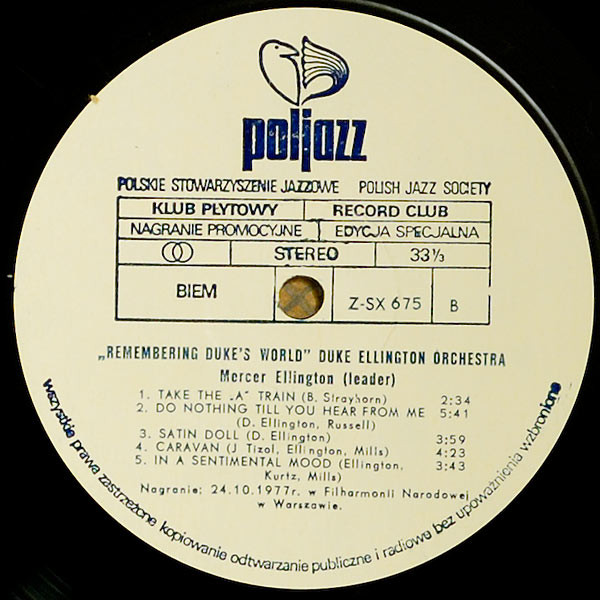 poljazz
POLSKIE STOWARZYSZENIE JAZZOWE POLISH JAZZ SOCIETY
KLUB PŁYTOWY RECORD CLUB
NAGRANIE PROMOCYJNE EDYCJA SPECJALNA
STEREO 33⅓
BIEM Z-SX 675 B
„REMEMBERING DUKE'S WORLD" DUKE ELLINGTON ORCHESTRA
Mercer Ellington (leader)
1. TAKE THE „A" TRAIN (B. Strayhorn) 2:34
2. DO NOTHING TILL YOU HEAR FROM ME 5:41
(D. Ellington, Russell)
3. SATIN DOLL (D. Ellington) 3:59
4. CARAVAN (J Tizol, Ellington, Mills) 4:23
5. IN A SENTIMENTAL MOOD (Ellington, 3:43
Kurtz, Mills)
Nagranie: 24.10.1977r. w Filharmonii Narodowej
w Warszawie.
wszystkie prawa zastrzeżone kopiowanie odtwarzanie publiczne i radiowe bez upoważnienia wzbronione